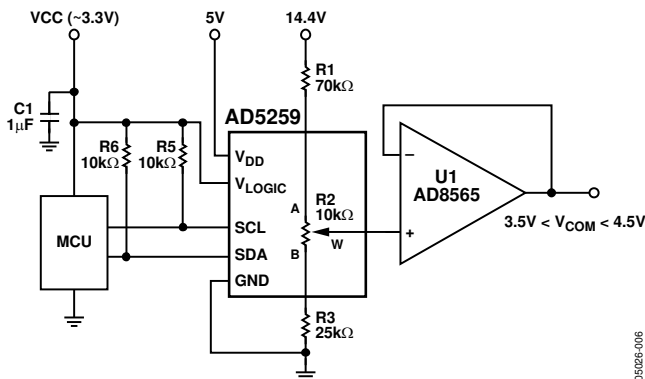 VCC (~3.3V)
5V
14.4V
R1
70kΩ
C1
1μF
AD5259
R6
10kΩ
R5
10kΩ
VDD
VLOGIC
U1
AD8565
R2
10kΩ
A
W
B
SCL
MCU
SDA
GND
3.5V < VCOM < 4.5V
R3
25kΩ
05026-006